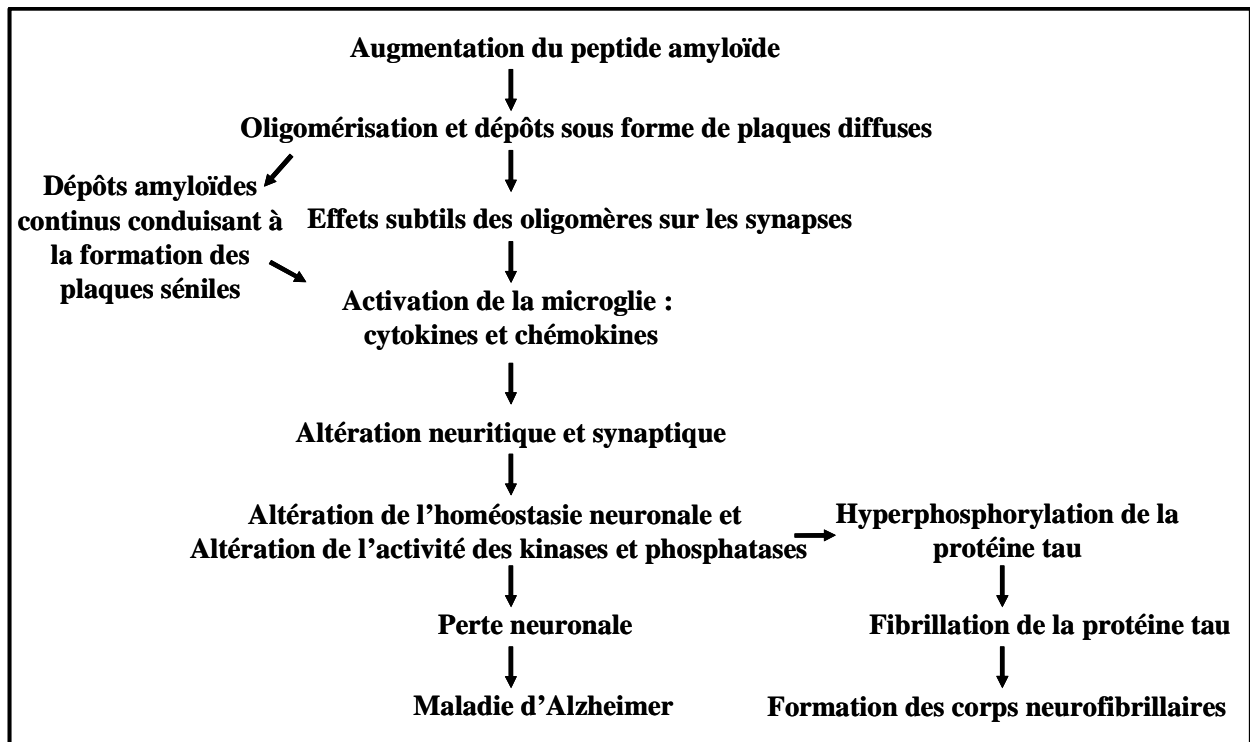 Augmentation du peptide amyloïde
Oligomérisation et dépôts sous forme de plaques diffuses
Dépôts amyloïdes
continus conduisant à
la formation des
plaques séniles
Effets subtils des oligomères sur les synapses
Activation de la microglie :
cytokines et chémokines
Altération neuritique et synaptique
Altération de l’homéostasie neuronale et
Altération de l’activité des kinases et phosphatases
Hyperphosphorylation de la
protéine tau
Perte neuronale
Fibrillation de la protéine tau
Maladie d’Alzheimer
Formation des corps neurofibrillaires